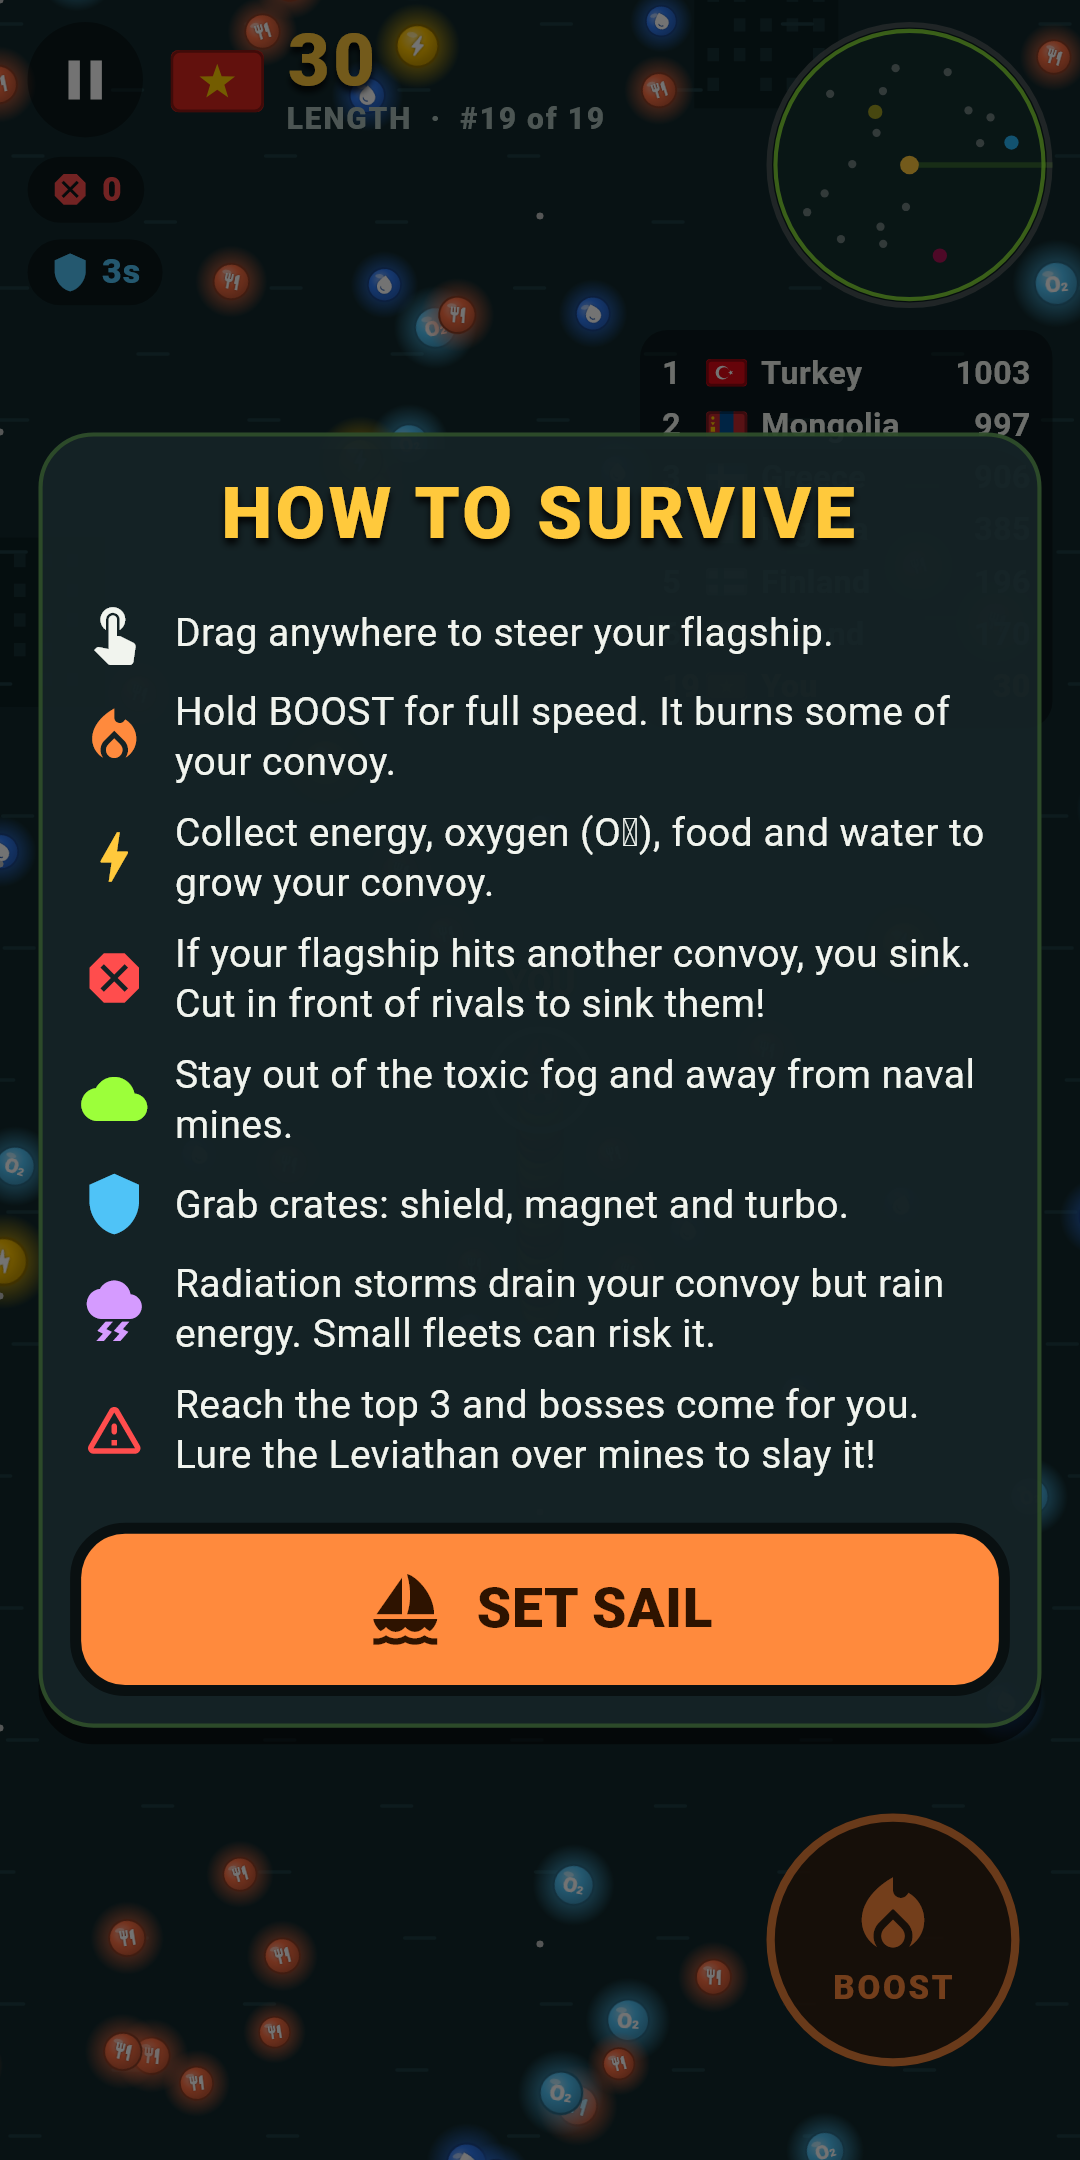 30
LENGTH · #19 of 19
0
3s
1 Turkey 1003
2 Mongolia 997
HOW TO SURVIVE
Drag anywhere to steer your flagship.
Hold BOOST for full speed. It burns some of
your convoy.
Collect energy, oxygen (O▯), food and water to
grow your convoy.
If your flagship hits another convoy, you sink.
Cut in front of rivals to sink them!
Stay out of the toxic fog and away from naval
mines.
Grab crates: shield, magnet and turbo.
Radiation storms drain your convoy but rain
energy. Small fleets can risk it.
Reach the top 3 and bosses come for you.
Lure the Leviathan over mines to slay it!
SET SAIL
BOOST
O₂
O₂
O₂
O₂
O₂